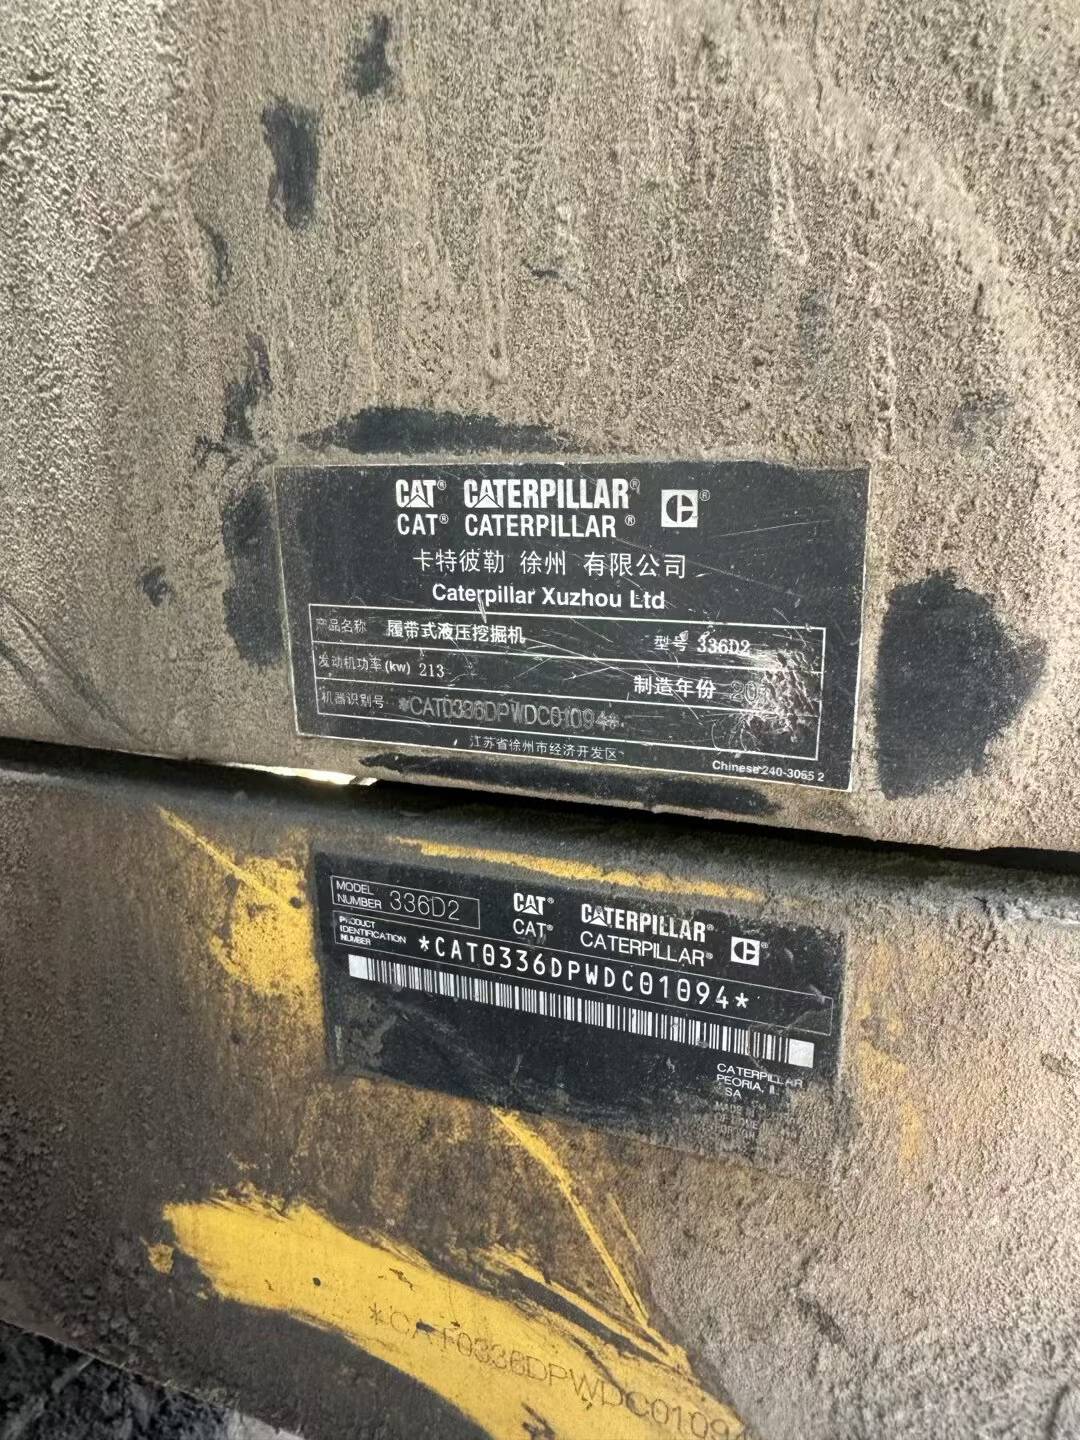 CAT® CATERPILLAR® ®
CAT® CATERPILLAR®
卡特彼勒 徐州 有限公司
Caterpillar Xuzhou Ltd
产品名称 履带式液压挖掘机 型号 336D2
发动机功率(kw) 213 制造年份
机器识别号 *CAT0336DPWDC01094*
江苏省徐州市经济开发区
Chinese 240-3065 2
MODEL NUMBER 336D2 CAT® CATERPILLAR® ®
CAT® CATERPILLAR®
PRODUCT
IDENTIFICATION
NUMBER
*CAT0336DPWDC01094*
CATERPILLAR
PEORIA, IL
SA
*CAT0336DPWDC0109